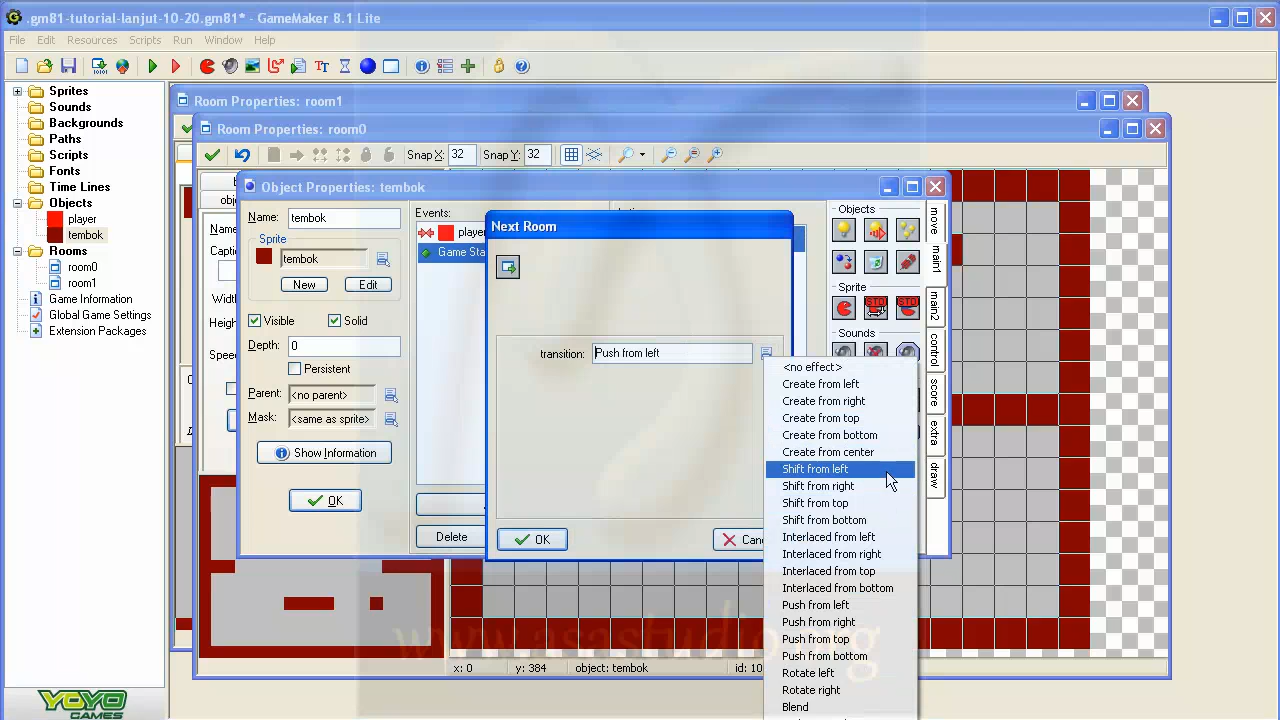 .gm81-tutorial-lanjut-10-20.gm81* - GameMaker 8.1 Lite
File Edit Resources Scripts Run Window Help
Sprites
Sounds
Backgrounds
Paths
Scripts
Fonts
Time Lines
Objects
player
tembok
Rooms
room0
room1
Game Information
Global Game Settings
Extension Packages
YOYO
GAMES
Room Properties: room1
Room Properties: room0
Snap X: 32 Snap Y: 32
Object Properties: tembok
Name: tembok
Sprite
tembok
New Edit
Visible Solid
Depth: 0
Persistent
Parent: <no parent>
Mask: <same as sprite>
Show Information
OK
Events:
player
Game Sta
Delete
Next Room
transition: Push from left
OK Canc
<no effect>
Create from left
Create from right
Create from top
Create from bottom
Create from center
Shift from left
Shift from right
Shift from top
Shift from bottom
Interlaced from left
Interlaced from right
Interlaced from top
Interlaced from bottom
Push from left
Push from right
Push from top
Push from bottom
Rotate left
Rotate right
Blend
Objects
Sprite
Sounds
move
main1
main2
control
score
extra
draw
x: 0 y: 384 object: tembok id: 10
www.asastudio.org